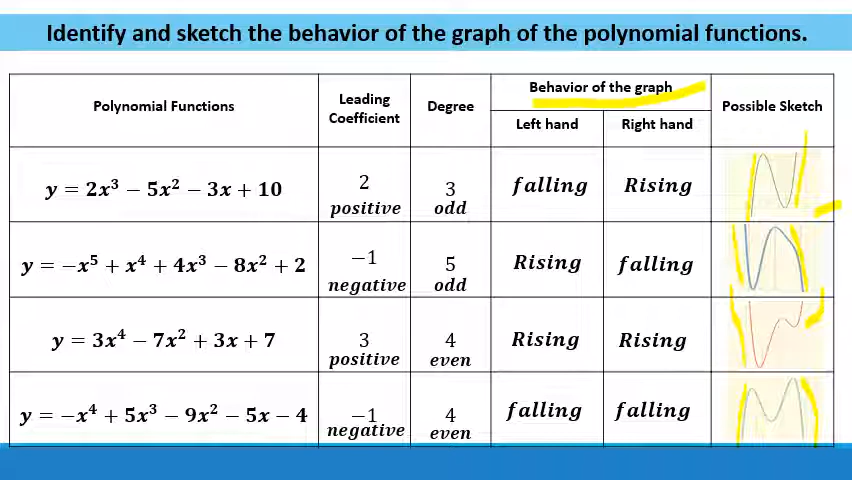 Identify and sketch the behavior of the graph of the polynomial functions.
Polynomial Functions
Leading
Coefficient
Degree
Behavior of the graph
Left hand
Right hand
Possible Sketch
y = 2x³ − 5x² − 3x + 10
2
positive
3
odd
falling
Rising
y = −x⁵ + x⁴ + 4x³ − 8x² + 2
−1
negative
5
odd
Rising
falling
y = 3x⁴ − 7x² + 3x + 7
3
positive
4
even
Rising
Rising
y = −x⁴ + 5x³ − 9x² − 5x − 4
−1
negative
4
even
falling
falling